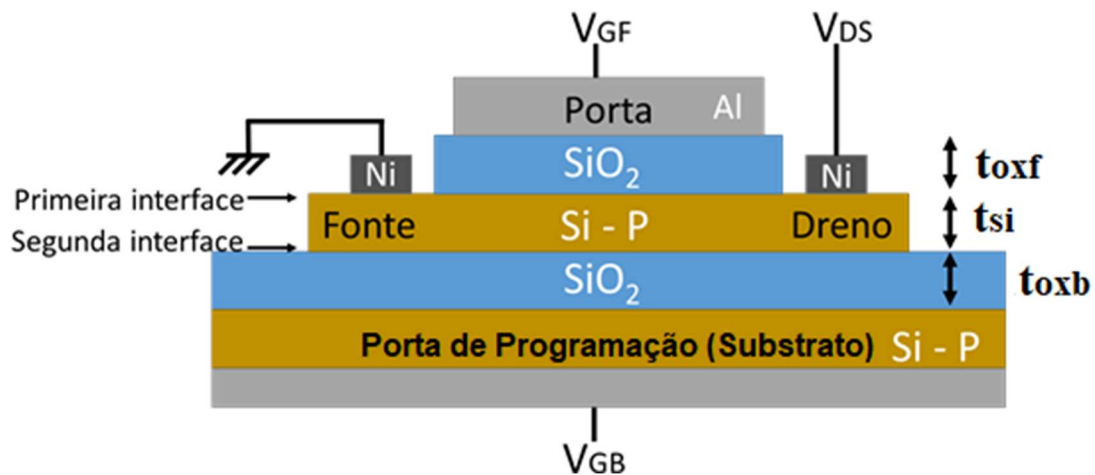 VGF
VDS
Porta Al
SiO2
toxf
Ni
Ni
Primeira interface
Fonte Si - P Dreno
tsi
Segunda interface
SiO2
toxb
Porta de Programação (Substrato) Si - P
VGB